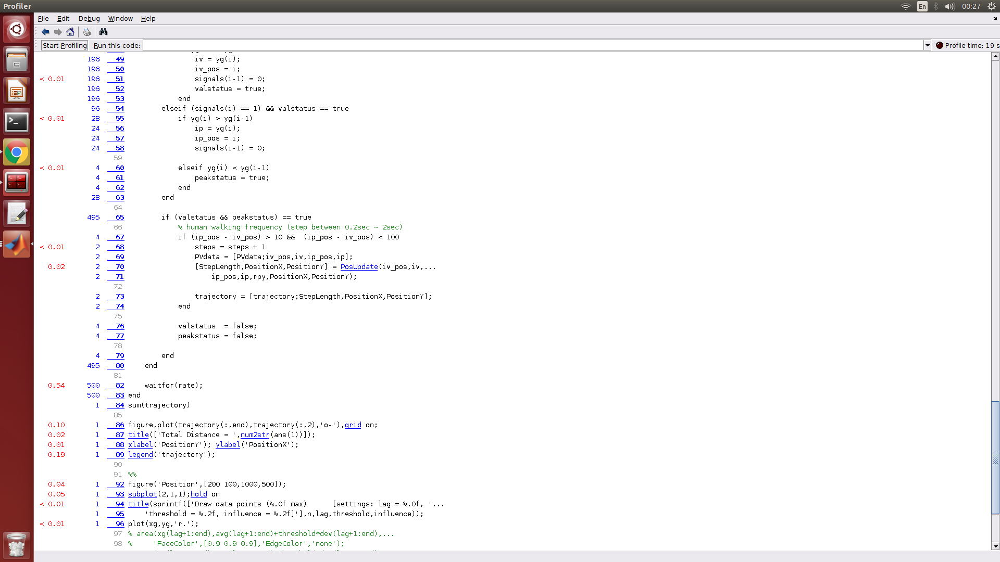 Profiler
En
00:27
File Edit Debug Window Help
Start Profiling Run this code: Profile time: 19 s
196 49 iv = yg(i);
196 50 iv_pos = i;
< 0.01 196 51 signals(i-1) = 0;
196 52 valstatus = true;
196 53 end
96 54 elseif (signals(i) == 1) && valstatus == true
< 0.01 28 55 if yg(i) > yg(i-1)
24 56 ip = yg(i);
24 57 ip_pos = i;
24 58 signals(i-1) = 0;
59
< 0.01 4 60 elseif yg(i) < yg(i-1)
4 61 peakstatus = true;
4 62 end
28 63 end
64
495 65 if (valstatus && peakstatus) == true
66 % human walking frequency (step between 0.2sec ~ 2sec)
4 67 if (ip_pos - iv_pos) > 10 && (ip_pos - iv_pos) < 100
< 0.01 2 68 steps = steps + 1
2 69 PVdata = [PVdata;iv_pos,iv,ip_pos,ip];
0.02 2 70 [StepLength,PositionX,PositionY] = PosUpdate(iv_pos,iv,...
2 71 ip_pos,ip,rpy,PositionX,PositionY);
72
2 73 trajectory = [trajectory;StepLength,PositionX,PositionY];
2 74 end
75
4 76 valstatus = false;
4 77 peakstatus = false;
78
4 79 end
495 80 end
81
0.54 500 82 waitfor(rate);
500 83 end
1 84 sum(trajectory)
85
0.10 1 86 figure,plot(trajectory(:,end),trajectory(:,2),'o-'),grid on;
0.02 1 87 title(['Total Distance = ',num2str(ans(1))]);
0.01 1 88 xlabel('PositionY'); ylabel('PositionX');
0.19 1 89 legend('trajectory');
90
91 %%
0.04 1 92 figure('Position',[200 100,1000,500]);
0.05 1 93 subplot(2,1,1);hold on
< 0.01 1 94 title(sprintf(['Draw data points (%.0f max) [settings: lag = %.0f, '...
1 95 'threshold = %.2f, influence = %.2f]'],n,lag,threshold,influence));
< 0.01 1 96 plot(xg,yg,'r.');
97 % area(xg(lag+1:end),avg(lag+1:end)+threshold*dev(lag+1:end),...
98 % 'FaceColor',[0.9 0.9 0.9],'EdgeColor','none');